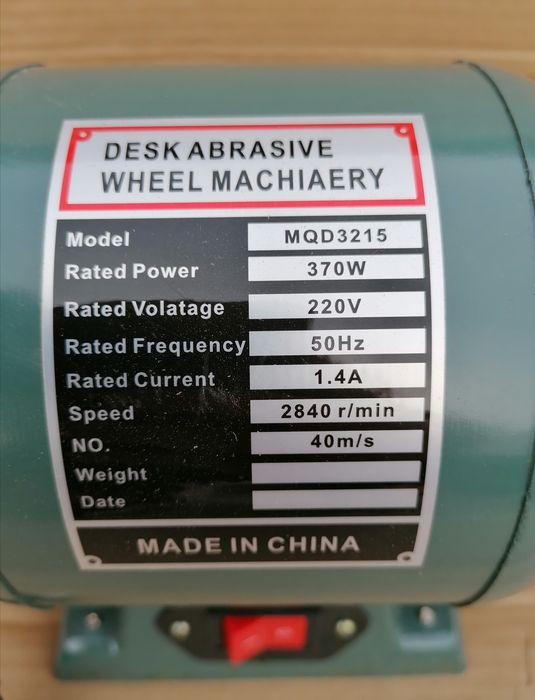 DESK ABRASIVE
WHEEL MACHIAERY
Model MQD3215
Rated Power 370W
Rated Volatage 220V
Rated Frequency 50Hz
Rated Current 1.4A
Speed 2840 r/min
NO. 40m/s
Weight
Date
MADE IN CHINA